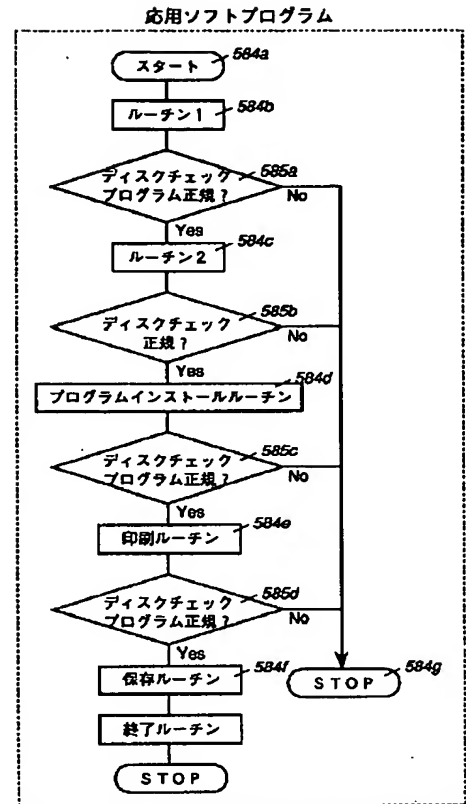 応用ソフトプログラム
スタート
584a
ルーチン1
584b
ディスクチェック
プログラム正規？
585a
No
Yes
ルーチン2
584c
ディスクチェック
正規？
585b
No
Yes
プログラムインストールルーチン
584d
ディスクチェック
プログラム正規？
585c
No
Yes
印刷ルーチン
584e
ディスクチェック
プログラム正規？
585d
No
Yes
保存ルーチン
584f
STOP
584g
終了ルーチン
STOP